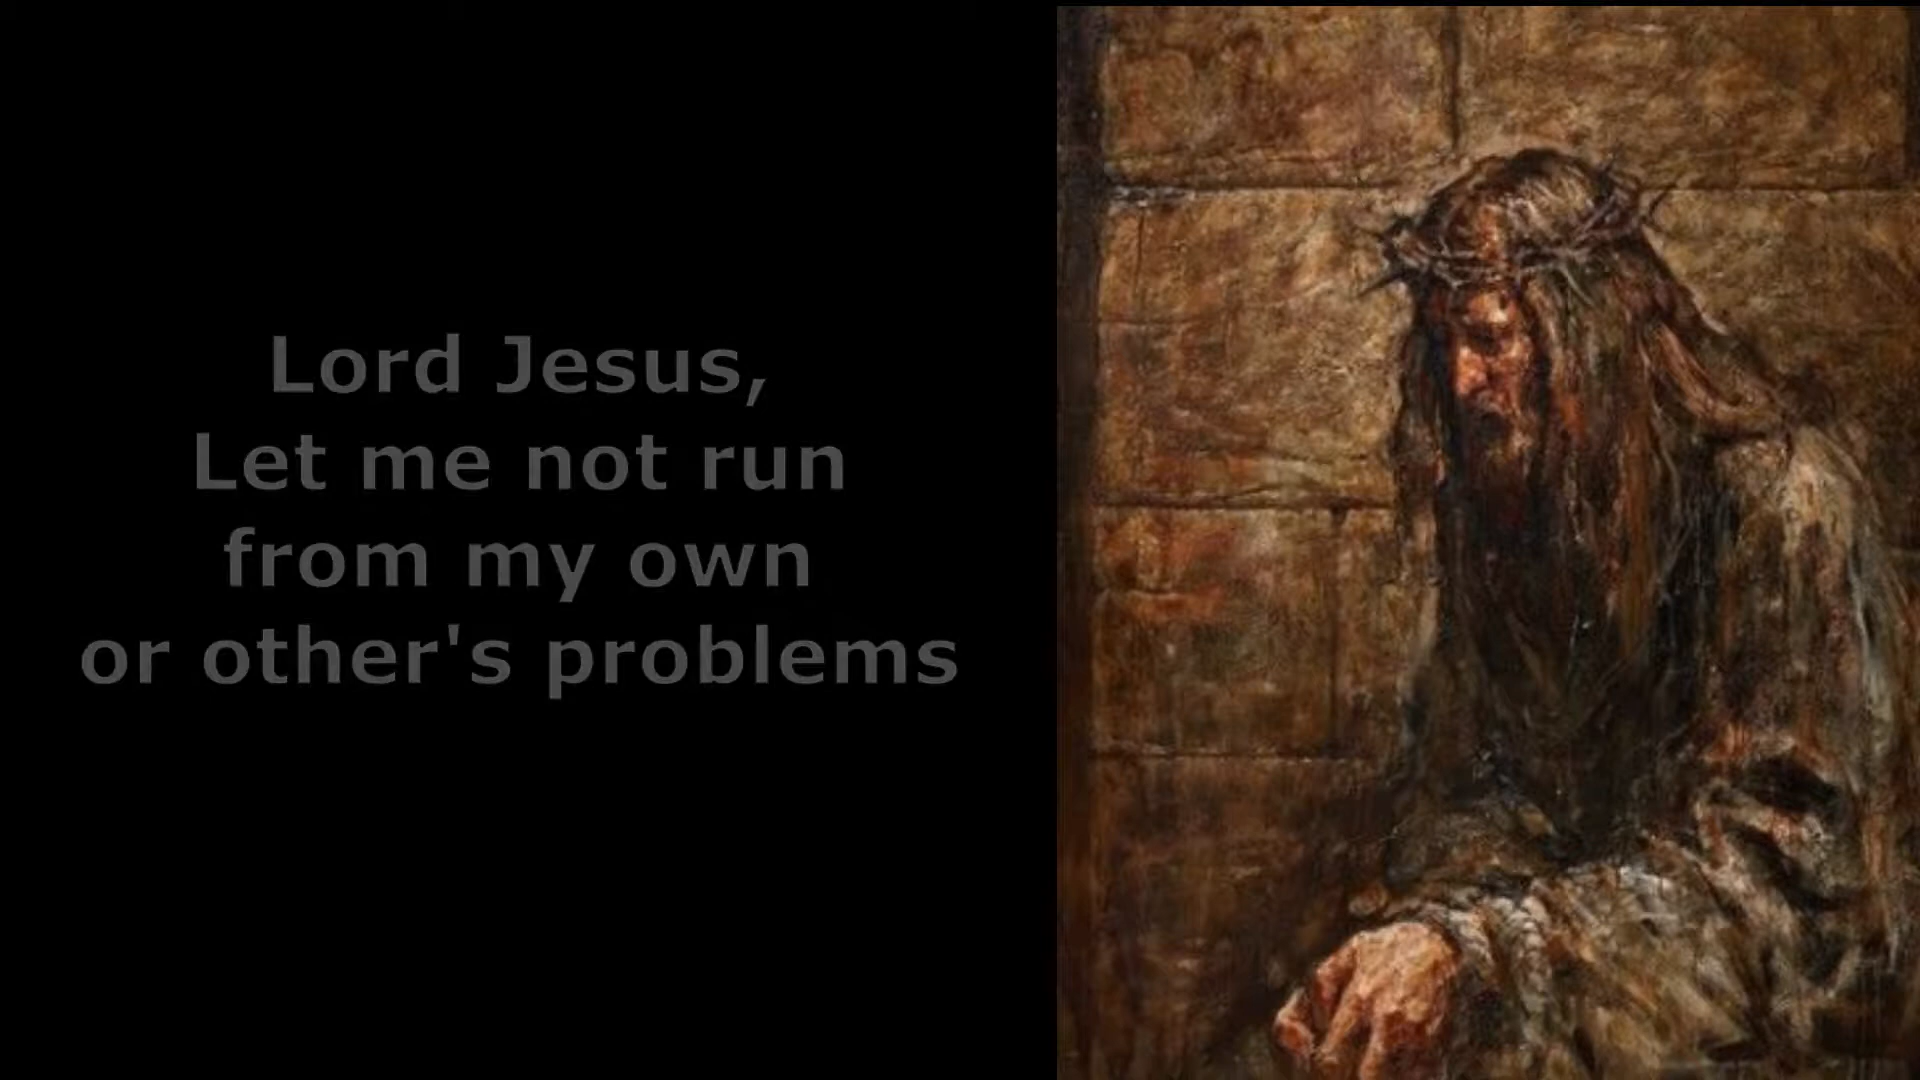 Lord Jesus,
Let me not run
from my own
or other's problems